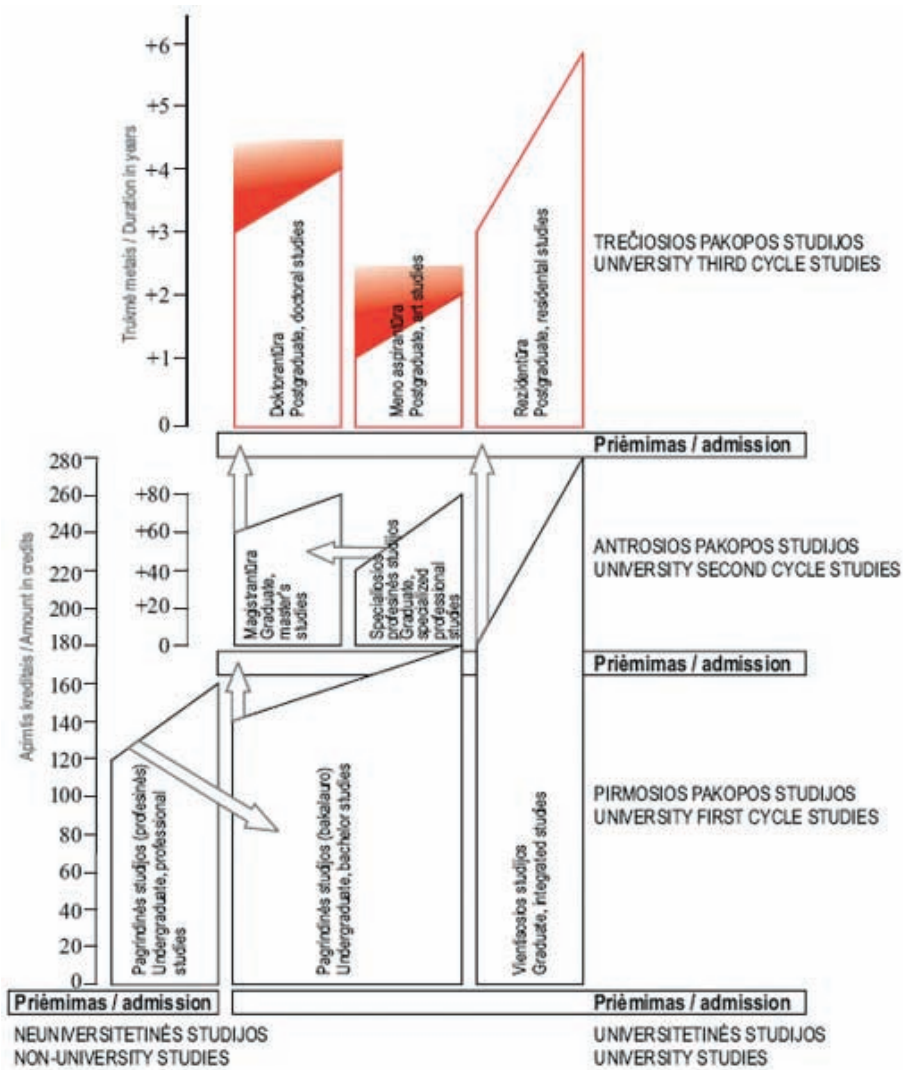 Trukmė metais / Duration in years
+6
+5
+4
+3
+2
+1
0
Doktorantūra
Postgraduate, doctoral studies
Meno aspirantūra
Postgraduate, art studies
Rezidentūra
Postgraduate, residental studies
TREČIOSIOS PAKOPOS STUDIJOS
UNIVERSITY THIRD CYCLE STUDIES
Priėmimas / admission
Apimtis kreditais / Amount in credits
280
260
240
220
200
180
160
140
120
100
80
60
40
20
0
+80
+60
+40
+20
0
Magistrantūra
Graduate,
master's
studies
Specialiosios
profesinės studijos
Graduate,
specialized
professional
studies
ANTROSIOS PAKOPOS STUDIJOS
UNIVERSITY SECOND CYCLE STUDIES
Priėmimas / admission
Pagrindinės studijos (profesinės)
Undergraduate, professional
studies
Pagrindinės studijos (bakalauro)
Undergraduate, bachelor studies
Vientisosios studijos
Graduate, integrated studies
PIRMOSIOS PAKOPOS STUDIJOS
UNIVERSITY FIRST CYCLE STUDIES
Priėmimas / admission
Priėmimas / admission
NEUNIVERSITETINĖS STUDIJOS
NON-UNIVERSITY STUDIES
UNIVERSITETINĖS STUDIJOS
UNIVERSITY STUDIES